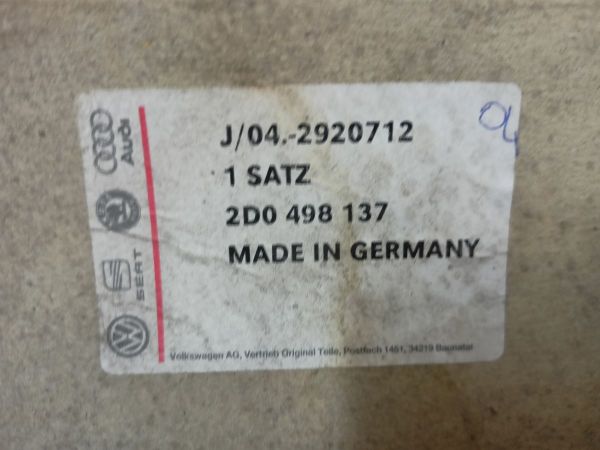 J/04.-2920712
1 SATZ
2D0 498 137
MADE IN GERMANY
Volkswagen AG, Vertrieb Original Teile, Postfach 1451, 34219 Baunatal
Audi
SEAT